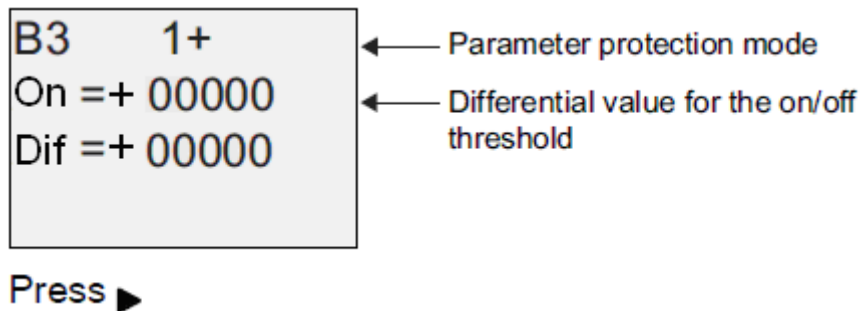 B3 1+
On =+ 00000
Dif =+ 00000
Parameter protection mode
Differential value for the on/off
threshold
Press